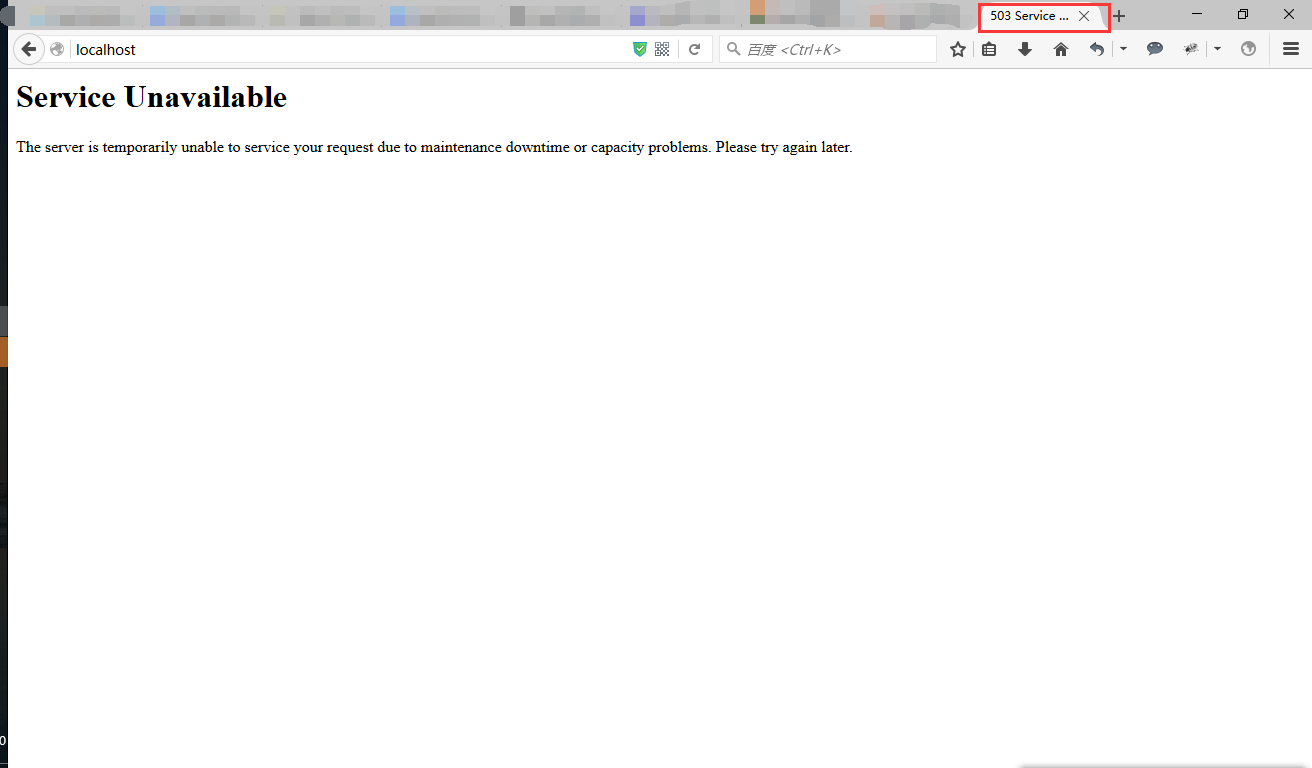 503 Service ...
localhost
百度 <Ctrl+K>
Service Unavailable
The server is temporarily unable to service your request due to maintenance downtime or capacity problems. Please try again later.
0